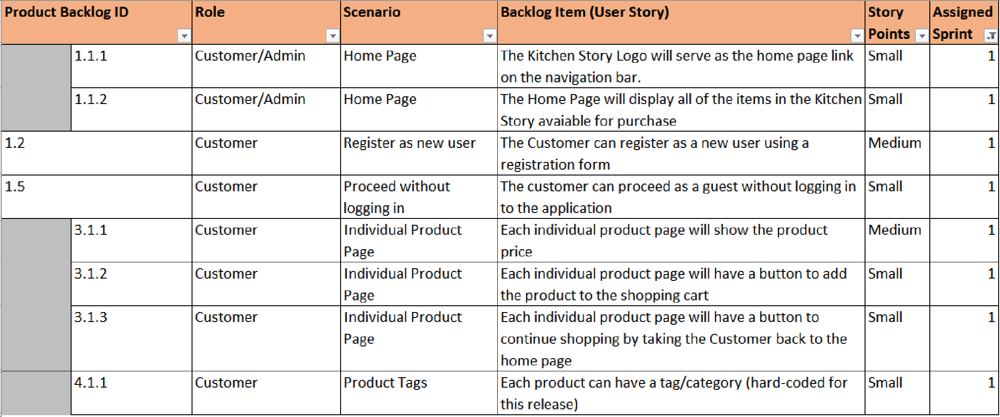 Product Backlog ID Role Scenario Backlog Item (User Story) Story Points Assigned Sprint
1.1.1 Customer/Admin Home Page The Kitchen Story Logo will serve as the home page link Small 1
on the navigation bar.
1.1.2 Customer/Admin Home Page The Home Page will display all of the items in the Kitchen Small 1
Story avaiable for purchase
1.2 Customer Register as new user The Customer can register as a new user using a Medium 1
registration form
1.5 Customer Proceed without The customer can proceed as a guest without logging in Small 1
logging in to the application
3.1.1 Customer Individual Product Each individual product page will show the product Medium 1
Page price
3.1.2 Customer Individual Product Each individual product page will have a button to add Small 1
Page the product to the shopping cart
3.1.3 Customer Individual Product Each individual product page will have a button to Small 1
Page continue shopping by taking the Customer back to the
home page
4.1.1 Customer Product Tags Each product can have a tag/category (hard-coded for Small 1
this release)